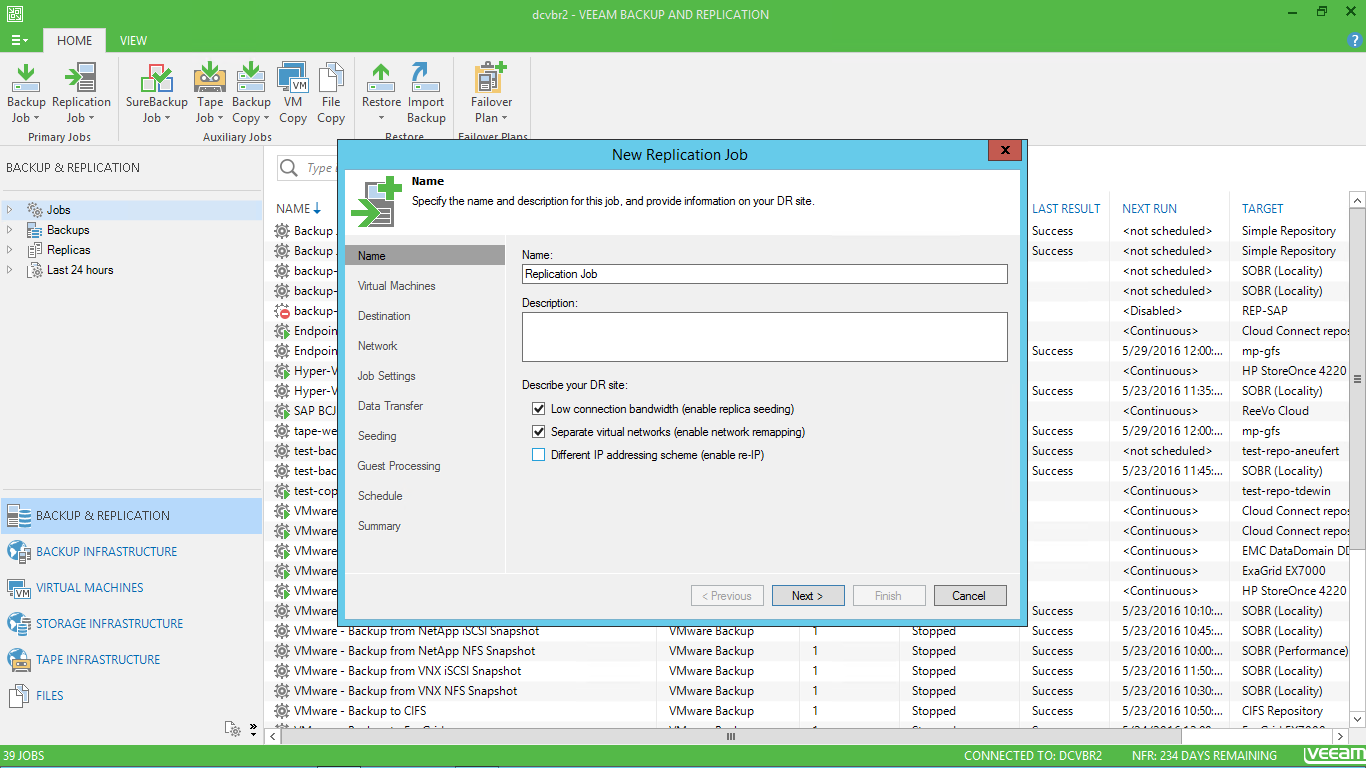 dcvbr2 - VEEAM BACKUP AND REPLICATION
HOME VIEW
Backup Job
Replication Job
SureBackup Job
Tape Job
Backup Copy
VM Copy
File Copy
Restore
Import Backup
Failover Plan
Primary Jobs
Auxiliary Jobs
Restore
Failover Plans
BACKUP & REPLICATION
Jobs
Backups
Replicas
Last 24 hours
BACKUP & REPLICATION
BACKUP INFRASTRUCTURE
VIRTUAL MACHINES
STORAGE INFRASTRUCTURE
TAPE INFRASTRUCTURE
FILES
New Replication Job
Name
Specify the name and description for this job, and provide information on your DR site.
Name
Virtual Machines
Destination
Network
Job Settings
Data Transfer
Seeding
Guest Processing
Schedule
Summary
Name:
Replication Job
Description:
Describe your DR site:
Low connection bandwidth (enable replica seeding)
Separate virtual networks (enable network remapping)
Different IP addressing scheme (enable re-IP)
< Previous Next > Finish Cancel
Type
NAME LAST RESULT NEXT RUN TARGET
Backup Success <not scheduled> Simple Repository
Backup Success <not scheduled> Simple Repository
backup- <not scheduled> SOBR (Locality)
backup- <not scheduled> SOBR (Locality)
backup- <Disabled> REP-SAP
Endpoin <Continuous> Cloud Connect repos
Endpoin Success 5/29/2016 12:00:... mp-gfs
Hyper-V <Continuous> HP StoreOnce 4220
Hyper-V Success 5/23/2016 11:35:... SOBR (Locality)
SAP BCJ <Continuous> ReeVo Cloud
tape-we Success 5/29/2016 12:00:... mp-gfs
test-bac Success <not scheduled> test-repo-aneufert
test-bac Success 5/23/2016 11:45:... SOBR (Locality)
test-cop <Continuous> test-repo-tdewin
VMware <Continuous> Cloud Connect repos
VMware <Continuous> Cloud Connect repos
VMware <Continuous> EMC DataDomain DD
VMware <Continuous> ExaGrid EX7000
VMware <Continuous> HP StoreOnce 4220
VMware Success 5/23/2016 10:10:... SOBR (Locality)
VMware - Backup from NetApp iSCSI Snapshot VMware Backup 1 Stopped Success 5/23/2016 10:45:... SOBR (Locality)
VMware - Backup from NetApp NFS Snapshot VMware Backup 1 Stopped Success 5/23/2016 10:00:... SOBR (Performance)
VMware - Backup from VNX iSCSI Snapshot VMware Backup 1 Stopped Success 5/23/2016 11:50:... SOBR (Locality)
VMware - Backup from VNX NFS Snapshot VMware Backup 1 Stopped Success 5/23/2016 10:30:... SOBR (Locality)
VMware - Backup to CIFS VMware Backup 1 Stopped Success 5/23/2016 10:50:... CIFS Repository
39 JOBS CONNECTED TO: DCVBR2 NFR: 234 DAYS REMAINING veeam